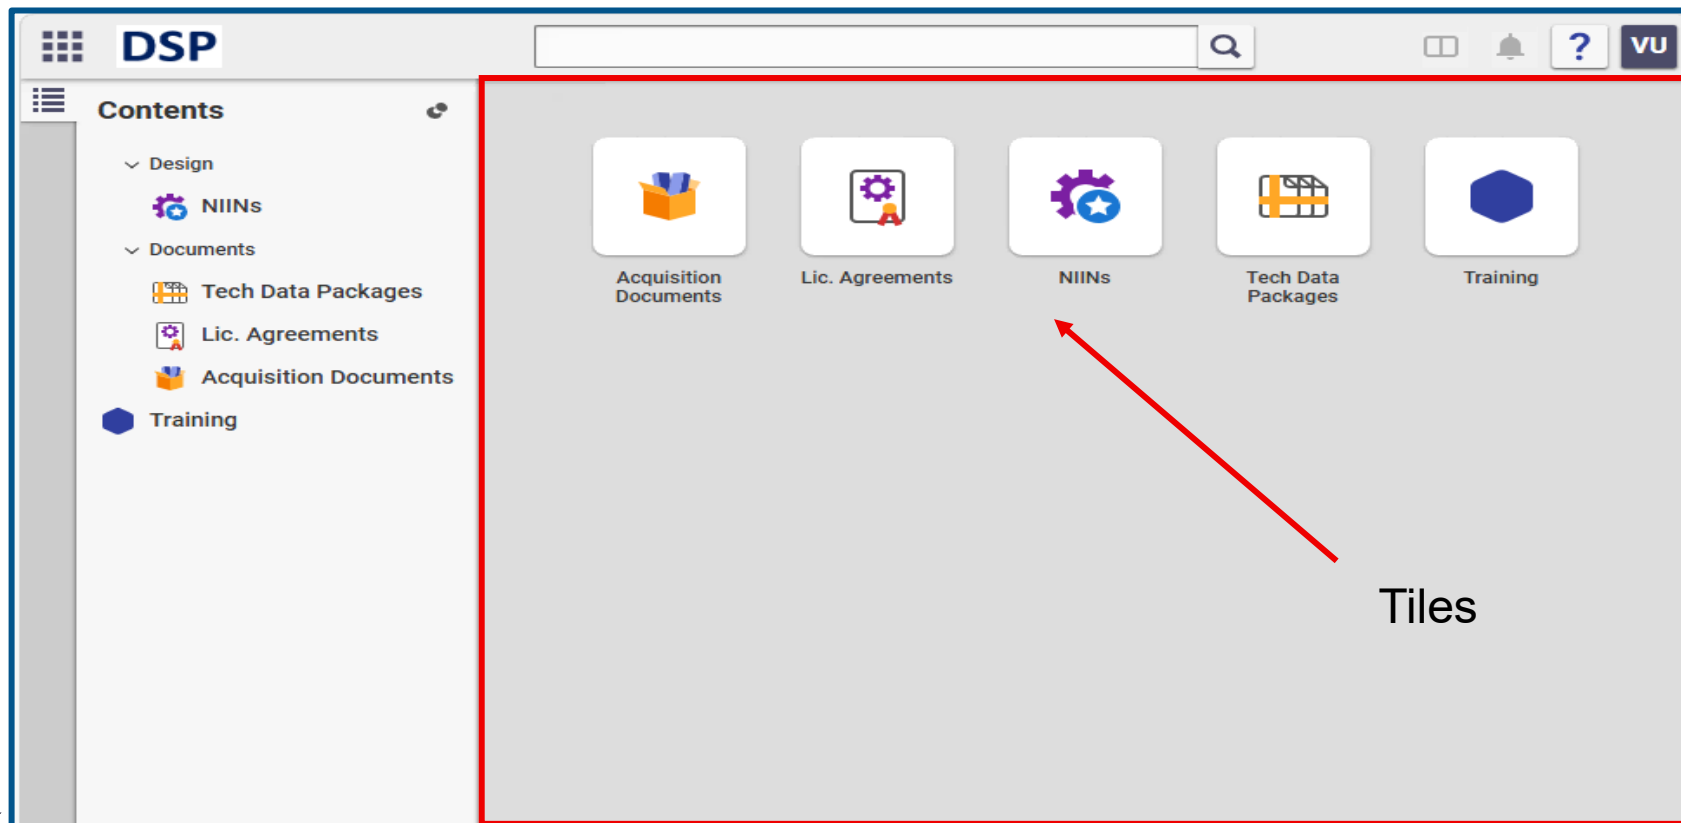 DSP
?
VU
Contents
Design
NIINs
Documents
Tech Data Packages
Lic. Agreements
Acquisition Documents
Training
Acquisition
Documents
Lic. Agreements
NIINs
Tech Data
Packages
Training
Tiles